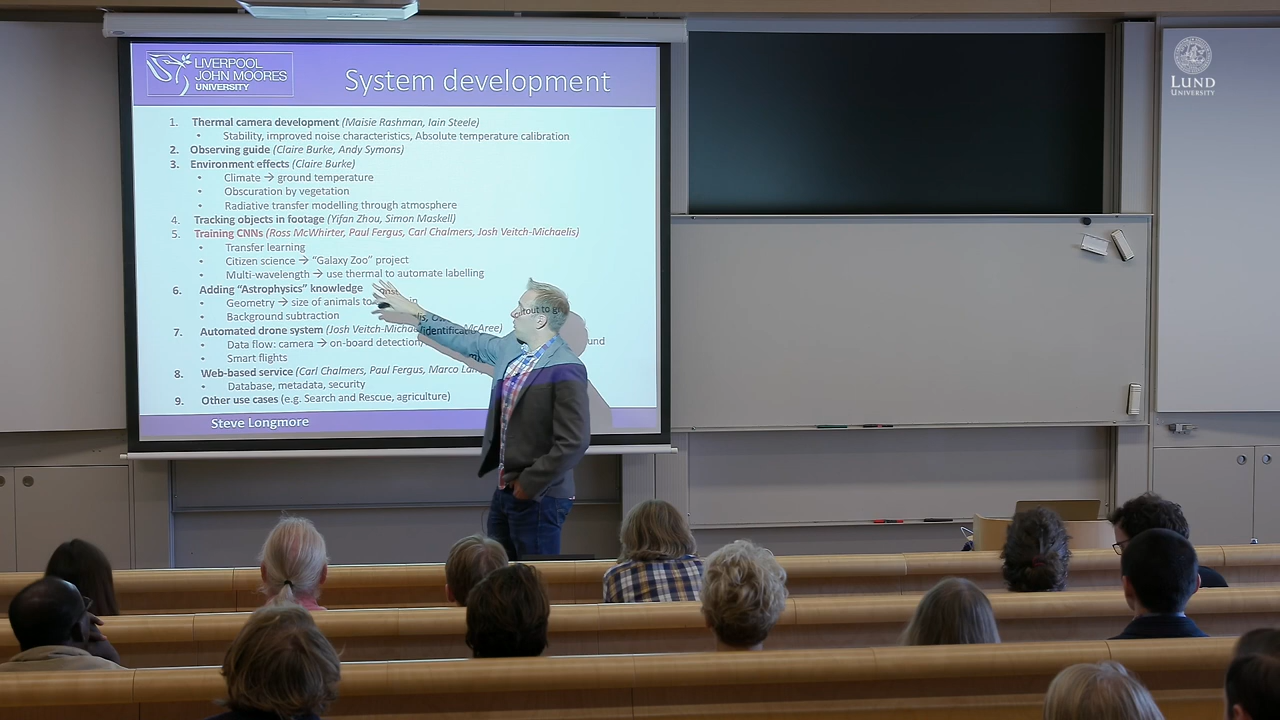 LIVERPOOL
JOHN MOORES
UNIVERSITY
System development
LUND
UNIVERSITY
1. Thermal camera development (Maisie Rashman, Iain Steele)
• Stability, improved noise characteristics, Absolute temperature calibration
2. Observing guide (Claire Burke, Andy Symons)
3. Environment effects (Claire Burke)
• Climate → ground temperature
• Obscuration by vegetation
• Radiative transfer modelling through atmosphere
4. Tracking objects in footage (Yifan Zhou, Simon Maskell)
5. Training CNNs (Ross McWhirter, Paul Fergus, Carl Chalmers, Josh Veitch-Michaelis)
• Transfer learning
• Citizen science → "Galaxy Zoo" project
• Multi-wavelength → use thermal to automate labelling
6. Adding "Astrophysics" knowledge
• Geometry → size of animals to
• Background subtraction
7. Automated drone system (Josh Veitch-Michaelis, McAree)
• Data flow: camera → on-board detection, identificati
• Smart flights
8. Web-based service (Carl Chalmers, Paul Fergus, Marco
• Database, metadata, security
9. Other use cases (e.g. Search and Rescue, agriculture)
Steve Longmore